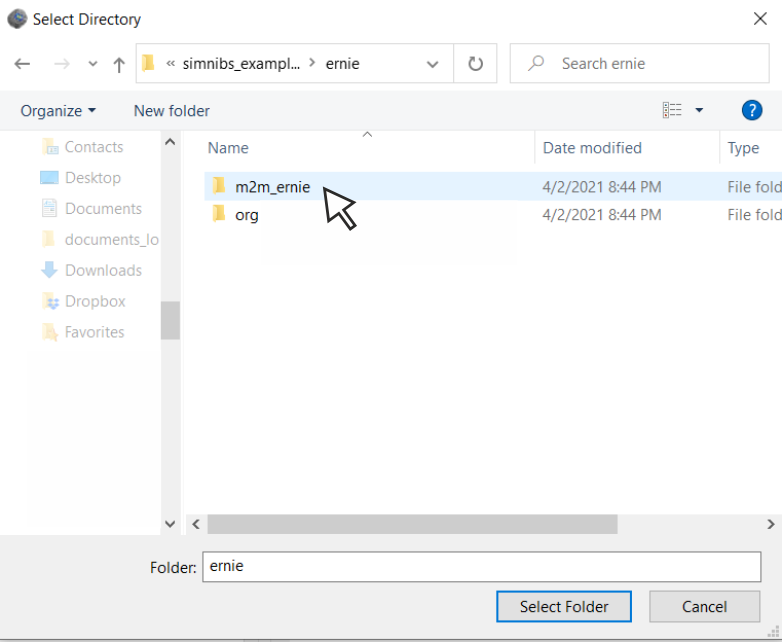 Select Directory
« simnibs_exampl... > ernie
Search ernie
Organize
New folder
?
Name
Date modified
Type
Contacts
Desktop
Documents
documents_lo
Downloads
Dropbox
Favorites
m2m_ernie 4/2/2021 8:44 PM File fold
org 4/2/2021 8:44 PM File fold
Folder: ernie
Select Folder
Cancel